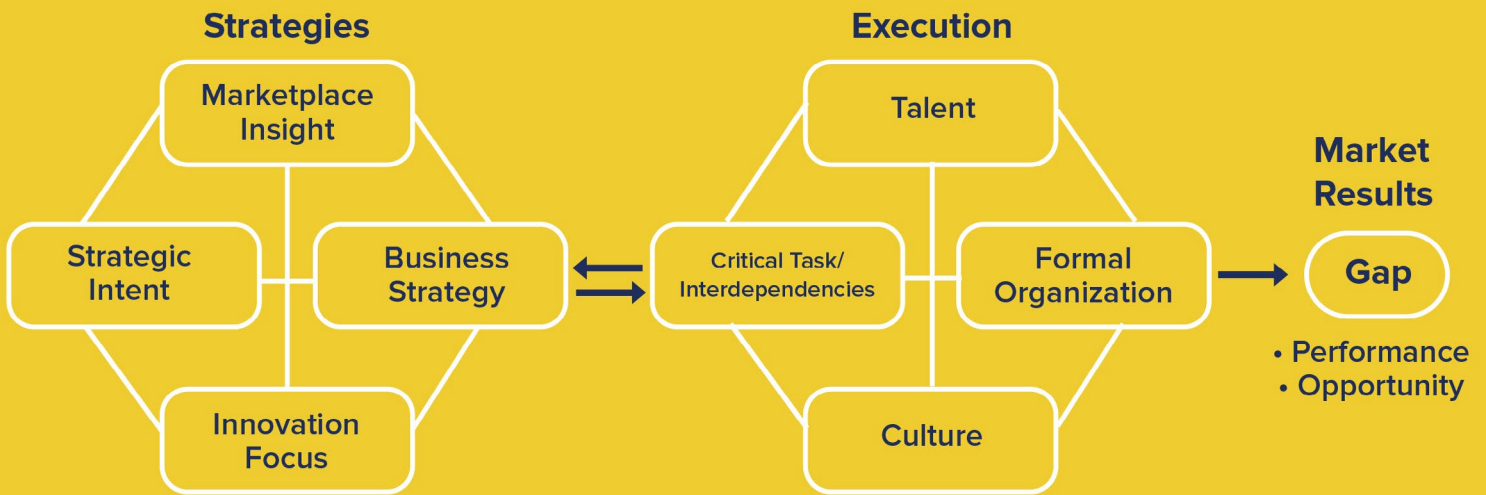 Strategies
Marketplace
Insight
Strategic
Intent
Business
Strategy
Innovation
Focus
Execution
Talent
Critical Task/
Interdependencies
Formal
Organization
Culture
Market
Results
Gap
• Performance
• Opportunity